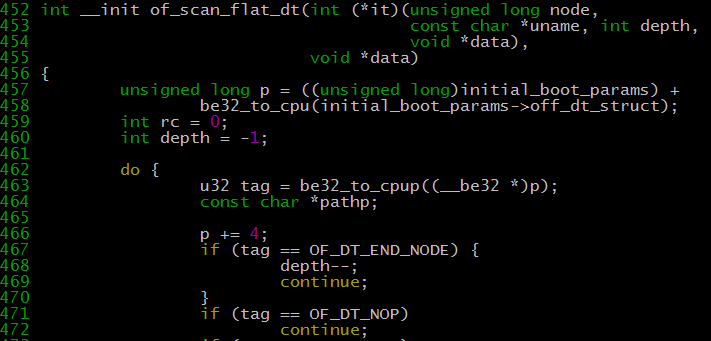 452 int __init of_scan_flat_dt(int (*it)(unsigned long node,
453                                      const char *uname, int depth,
454                                      void *data),
455                            void *data)
456 {
457         unsigned long p = ((unsigned long)initial_boot_params) +
458                 be32_to_cpu(initial_boot_params->off_dt_struct);
459         int rc = 0;
460         int depth = -1;
461
462         do {
463                 u32 tag = be32_to_cpup((__be32 *)p);
464                 const char *pathp;
465
466                 p += 4;
467                 if (tag == OF_DT_END_NODE) {
468                         depth--;
469                         continue;
470                 }
471                 if (tag == OF_DT_NOP)
472                         continue;